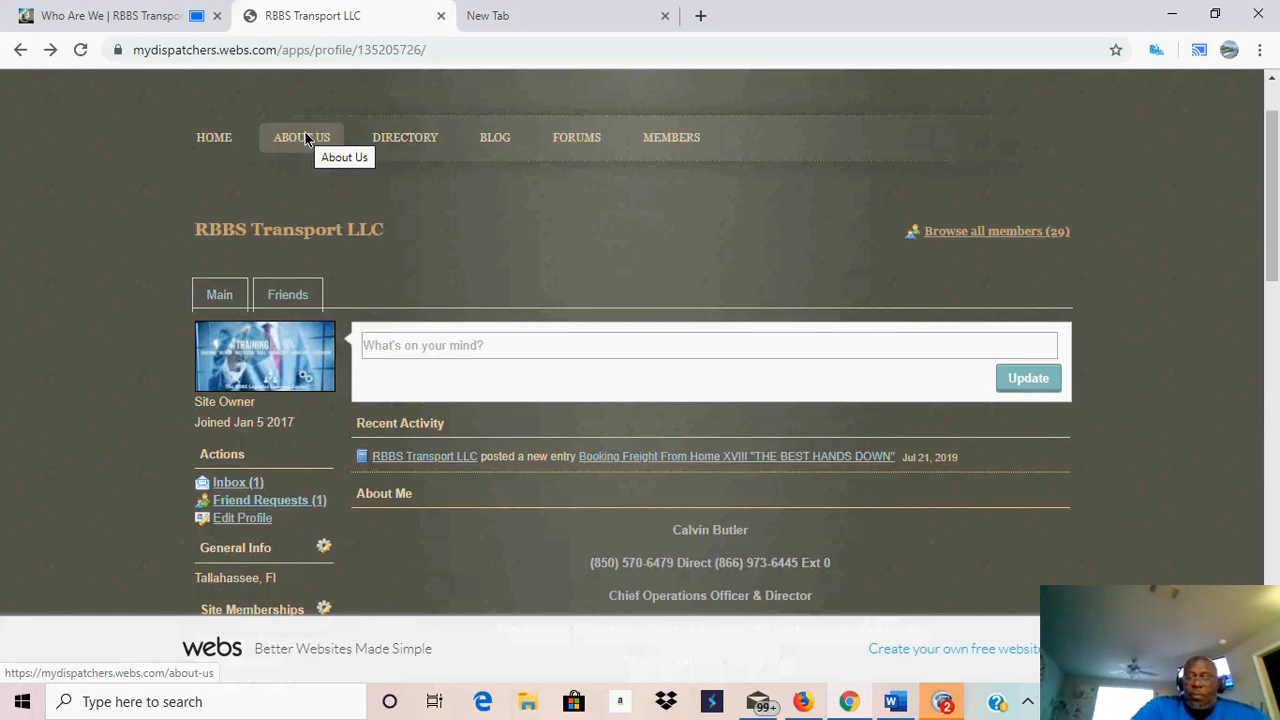 Who Are We | RBBS Transpo
RBBS Transport LLC
New Tab
mydispatchers.webs.com/apps/profile/135205726/
HOME
ABOUT US
DIRECTORY
BLOG
FORUMS
MEMBERS
About Us
RBBS Transport LLC
Browse all members (29)
Main
Friends
What's on your mind?
TRAINING
Update
Site Owner
Joined Jan 5 2017
Recent Activity
Actions
RBBS Transport LLC posted a new entry Booking Freight From Home XVIII "THE BEST HANDS DOWN" Jul 21, 2019
Inbox (1)
About Me
Friend Requests (1)
Edit Profile
Calvin Butler
General Info
(850) 570-6479 Direct (866) 973-6445 Ext 0
Tallahassee, Fl
Chief Operations Officer & Director
Site Memberships
webs
Better Websites Made Simple
Create your own free website
https://mydispatchers.webs.com/about-us
Type here to search
a
99+
2